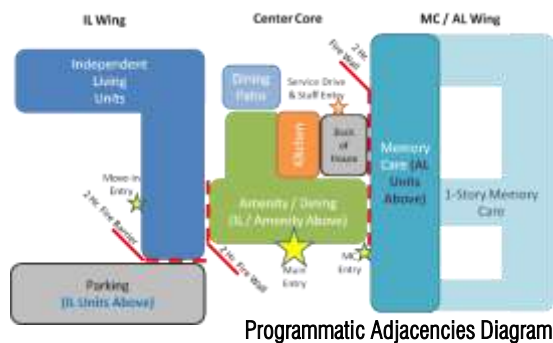 IL Wing
Center Core
MC / AL Wing
Independent
Living
Units
Dining
Patio
Service Drive
& Staff Entry
2 Hr.
Fire Wall
Kitchen
Back
of
House
Memory
Care (AL
Units
Above)
1-Story Memory
Care
Move-in
Entry
2 Hr. Fire Barrier
Amenity / Dining
(IL / Amenity Above)
2 Hr. Fire Wall
Main
Entry
MC
Entry
Parking
(IL Units Above)
Programmatic Adjacencies Diagram